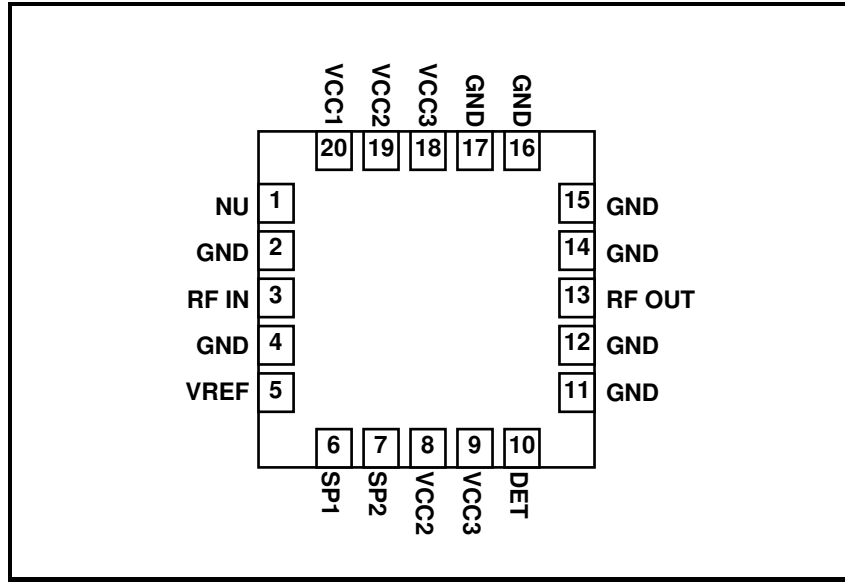 VCC1 VCC2 VCC3 GND GND
20 19 18 17 16
NU 1 15 GND
GND 2 14 GND
RF IN 3 13 RF OUT
GND 4 12 GND
VREF 5 11 GND
6 7 8 9 10
SP1 SP2 VCC2 VCC3 DET